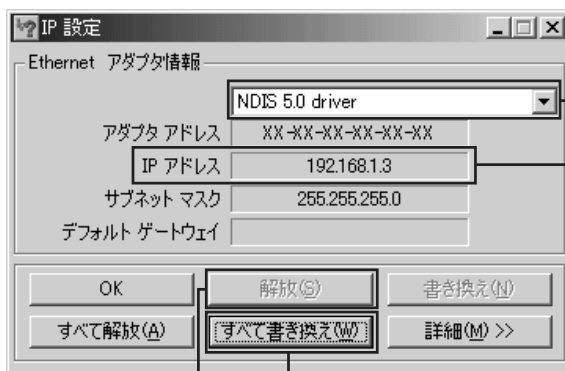 IP 設定
Ethernet アダプタ情報
NDIS 5.0 driver
アダプタ アドレス XX-XX-XX-XX-XX-XX
IP アドレス 192.168.1.3
サブネット マスク 255.255.255.0
デフォルト ゲートウェイ
OK 解放(S) 書き換え(N)
すべて解放(A) すべて書き換え(W) 詳細(M) >>